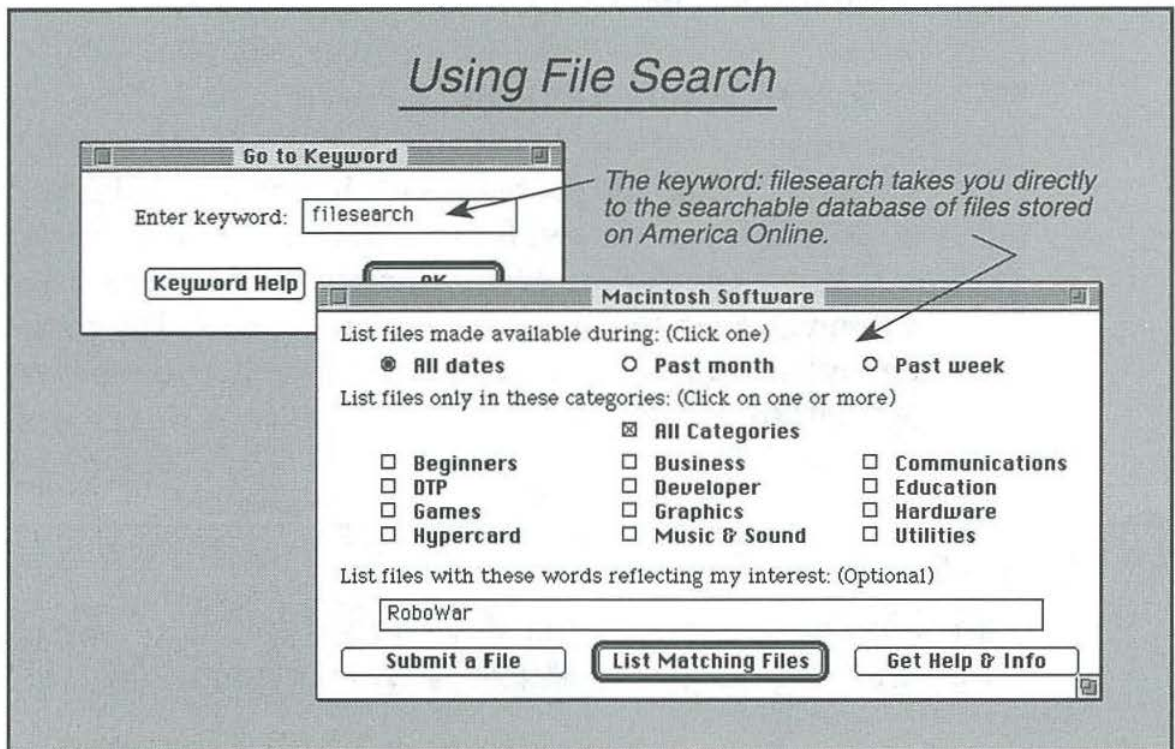 Using File Search
Go to Keyword
Enter keyword: filesearch
Keyword Help OK
The keyword: filesearch takes you directly
to the searchable database of files stored
on America Online.
Macintosh Software
List files made available during: (Click one)
All dates Past month Past week
List files only in these categories: (Click on one or more)
All Categories
Beginners Business Communications
DTP Developer Education
Games Graphics Hardware
Hypercard Music & Sound Utilities
List files with these words reflecting my interest: (Optional)
RoboWar
Submit a File List Matching Files Get Help & Info